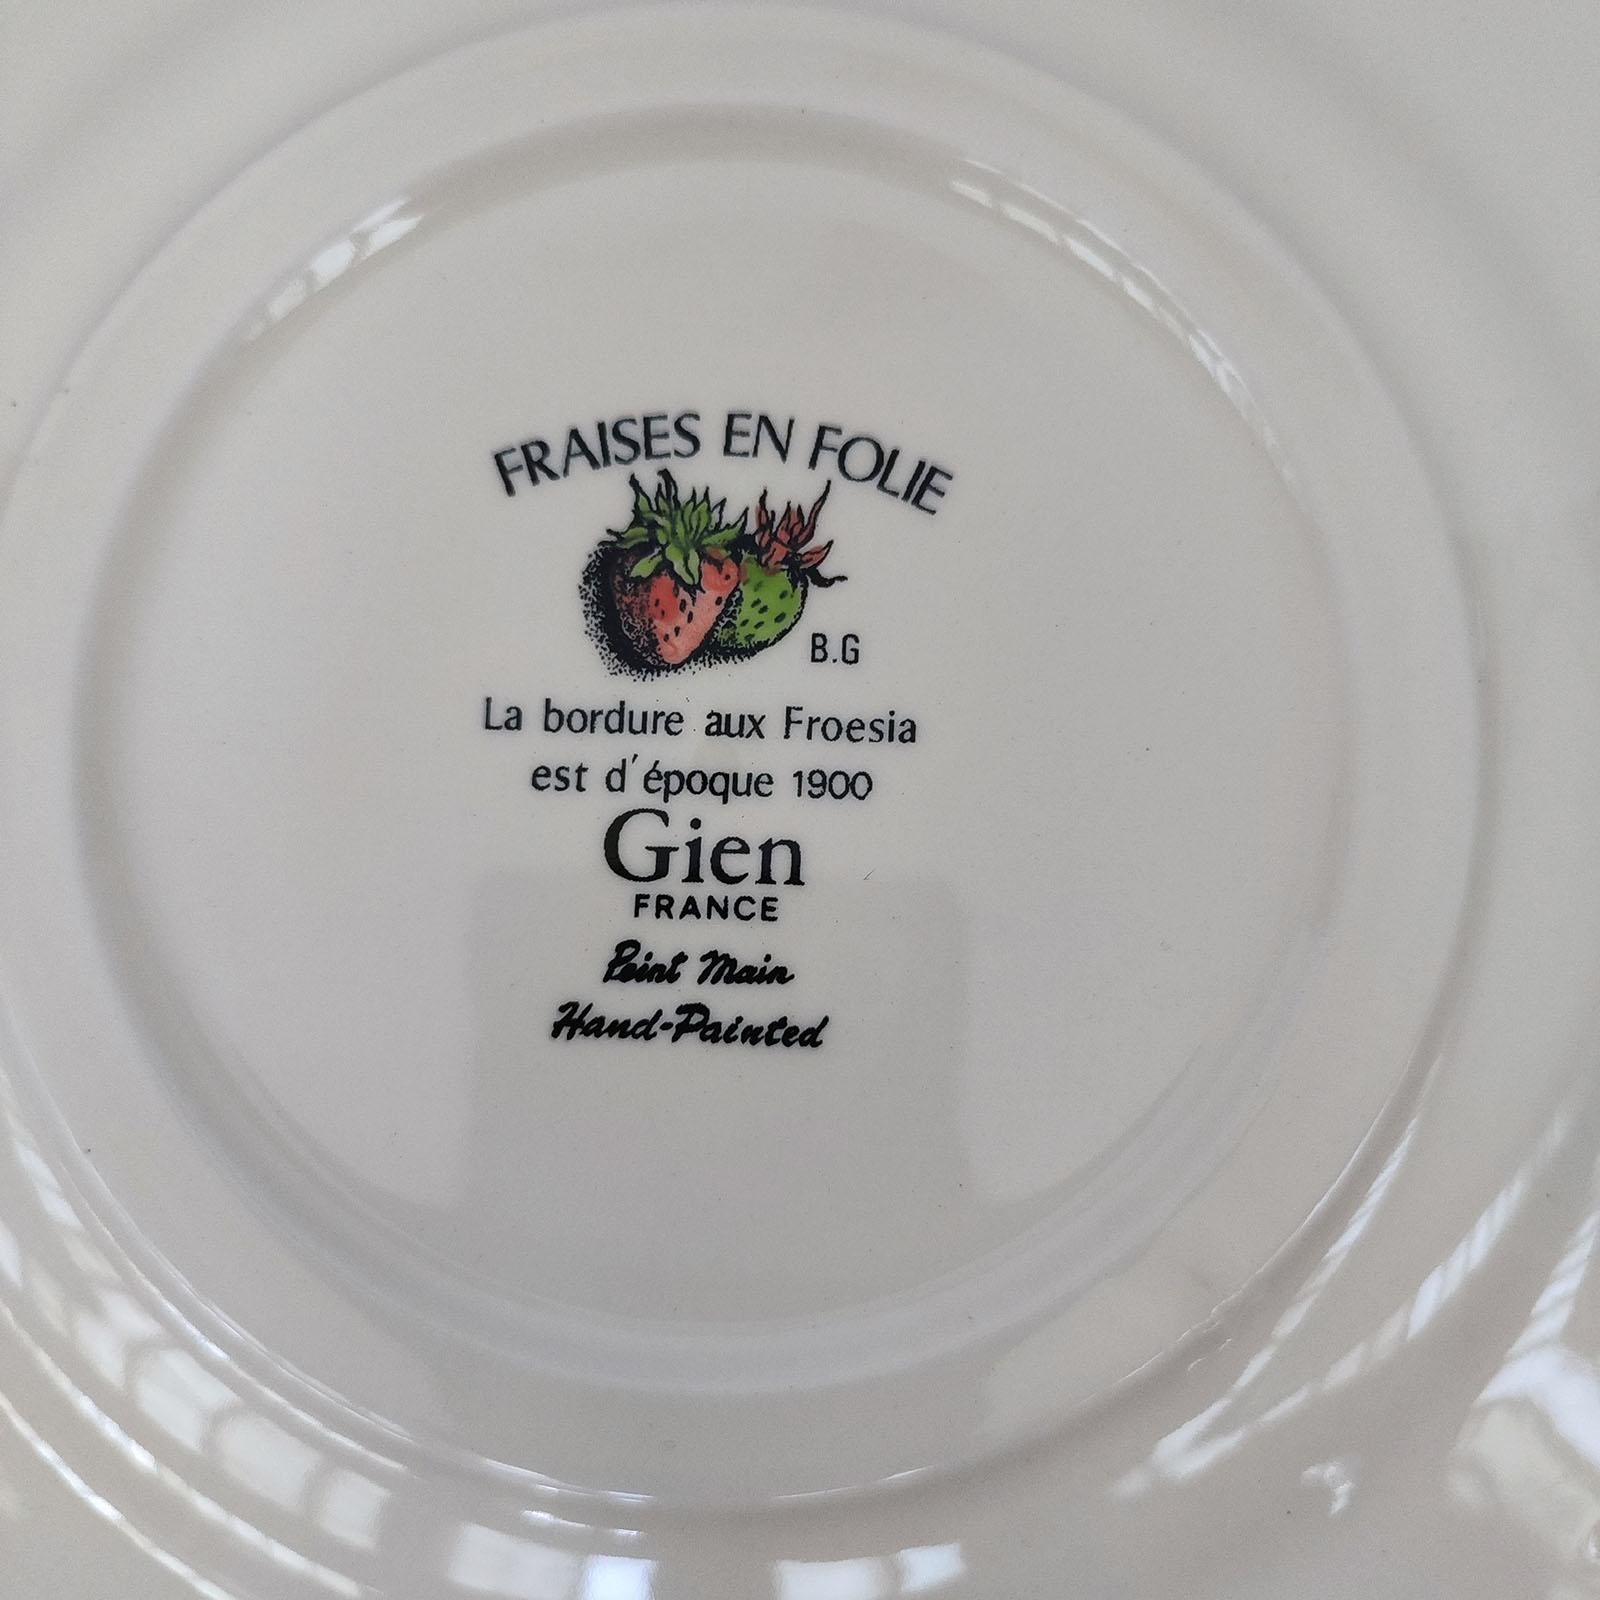 FRAISES EN FOLIE
B.G
La bordure aux Froesia
est d'époque 1900
Gien
FRANCE
Peint Main
Hand-Painted